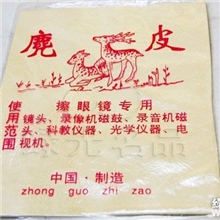 麂皮
使 擦眼镜专用
用镜头、录像机磁鼓、录音机磁
范头、科教仪器、光学仪器、电
围视机。
中国·制造
zhong guo zhi zao